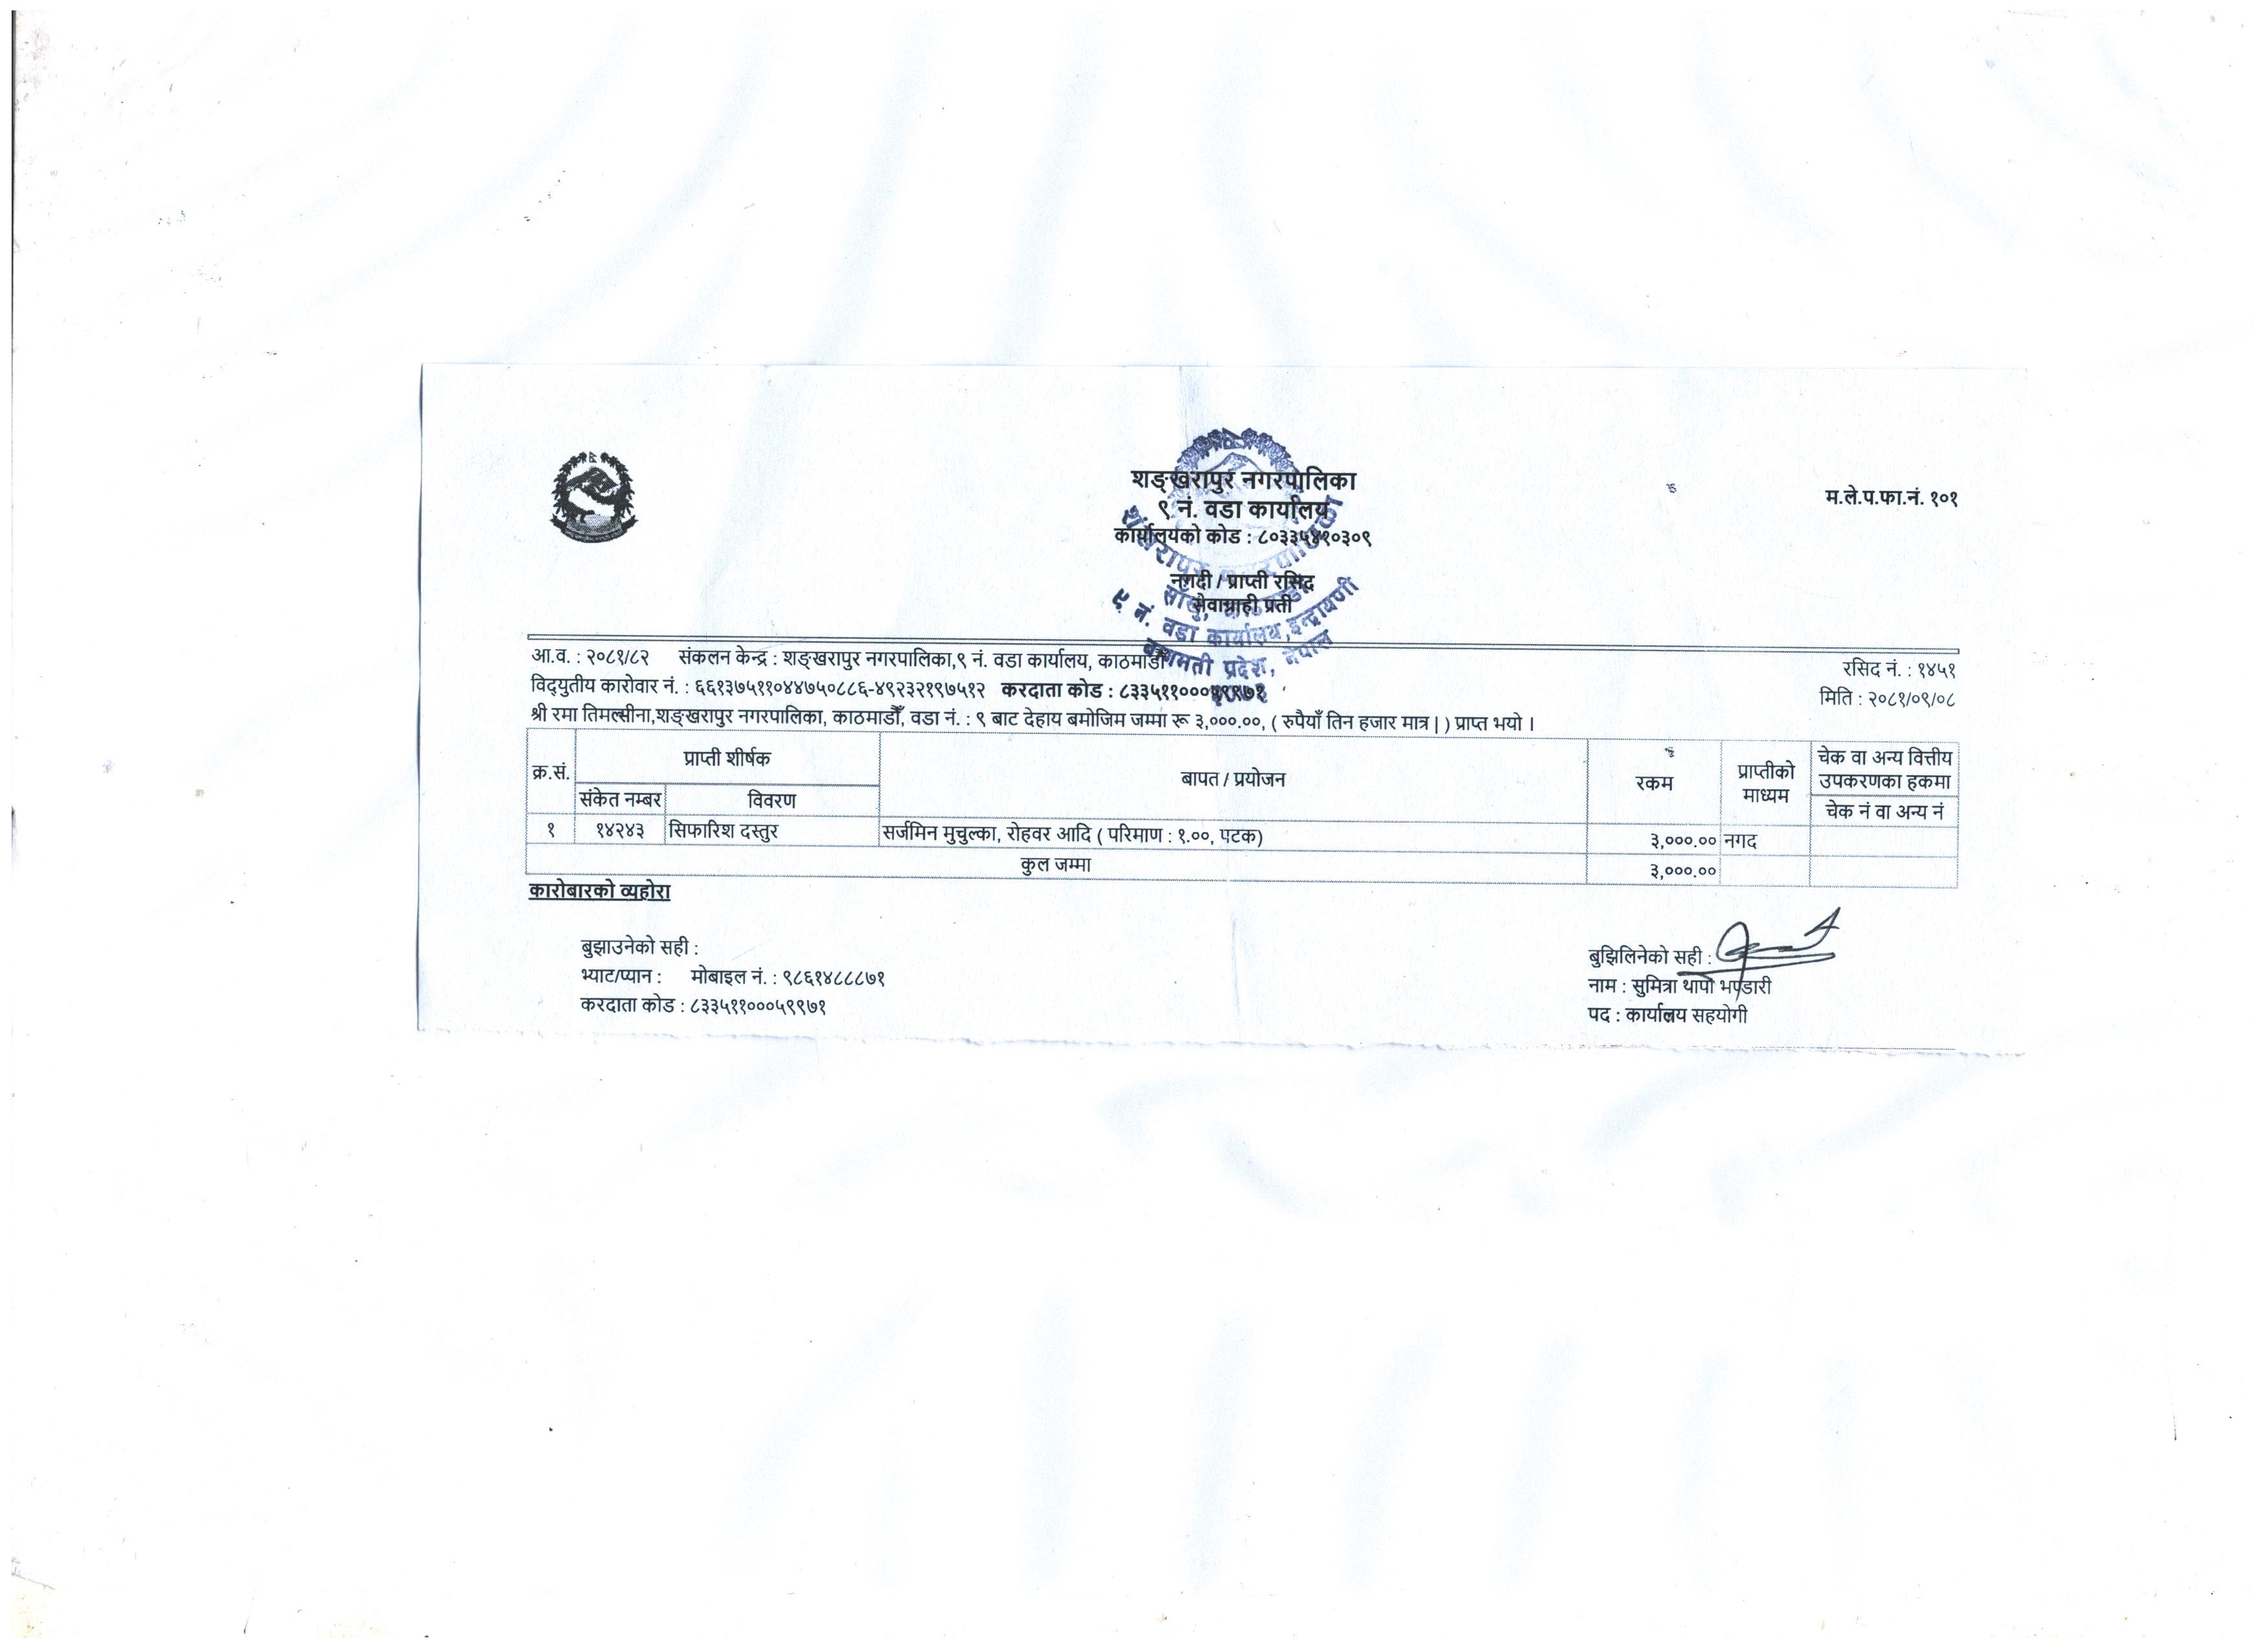 शङ्खरापुर नगरपालिका
९ नं. वडा कार्यालय
म.ले.प.फा.नं. १०१
कार्यालयको कोड : ८०३३५४१०३०९
नगदी / प्राप्ती रसिद
सेवाग्राही प्रती
शंखरापुर नगरपालिका
९ नं. वडा कार्यालय, इन्द्रायणी
बागमती प्रदेश, नेपाल
आ.व. : २०८१/८२ संकलन केन्द्र : शङ्खरापुर नगरपालिका,९ नं. वडा कार्यालय, काठमाडौँ
रसिद नं. : १४५१
विद्युतीय कारोवार नं. : ६६१३७५११०४४७५०८८६-४९२३२१९७५१२ करदाता कोड : ८३३५११०००५९९७१
मिति : २०८१/०९/०८
श्री रमा तिमल्सीना,शङ्खरापुर नगरपालिका, काठमाडौँ, वडा नं. : ९ बाट देहाय बमोजिम जम्मा रू ३,०००.००, ( रुपैयाँ तिन हजार मात्र | ) प्राप्त भयो ।
क्र.सं. प्राप्ती शीर्षक बापत / प्रयोजन रकम प्राप्तीको माध्यम चेक वा अन्य वित्तीय उपकरणका हकमा
संकेत नम्बर विवरण चेक नं वा अन्य नं
१ १४२४३ सिफारिश दस्तुर सर्जमिन मुचुल्का, रोहवर आदि ( परिमाण : १.००, पटक) ३,०००.०० नगद
कुल जम्मा ३,०००.००
कारोबारको व्यहोरा
बुझाउनेको सही :
भ्याट/प्यान : मोबाइल नं. : ९८६१४८८८७१
करदाता कोड : ८३३५११०००५९९७१
बुझिलिनेको सही :
नाम : सुमित्रा थापा भण्डारी
पद : कार्यालय सहयोगी